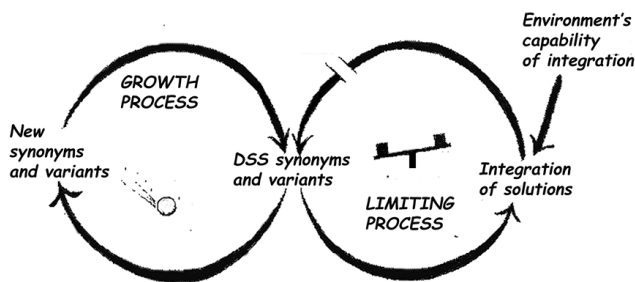 Environment's
capability
of integration
GROWTH
PROCESS
New
synonyms
and variants
DSS synonyms
and variants
Integration
of solutions
LIMITING
PROCESS